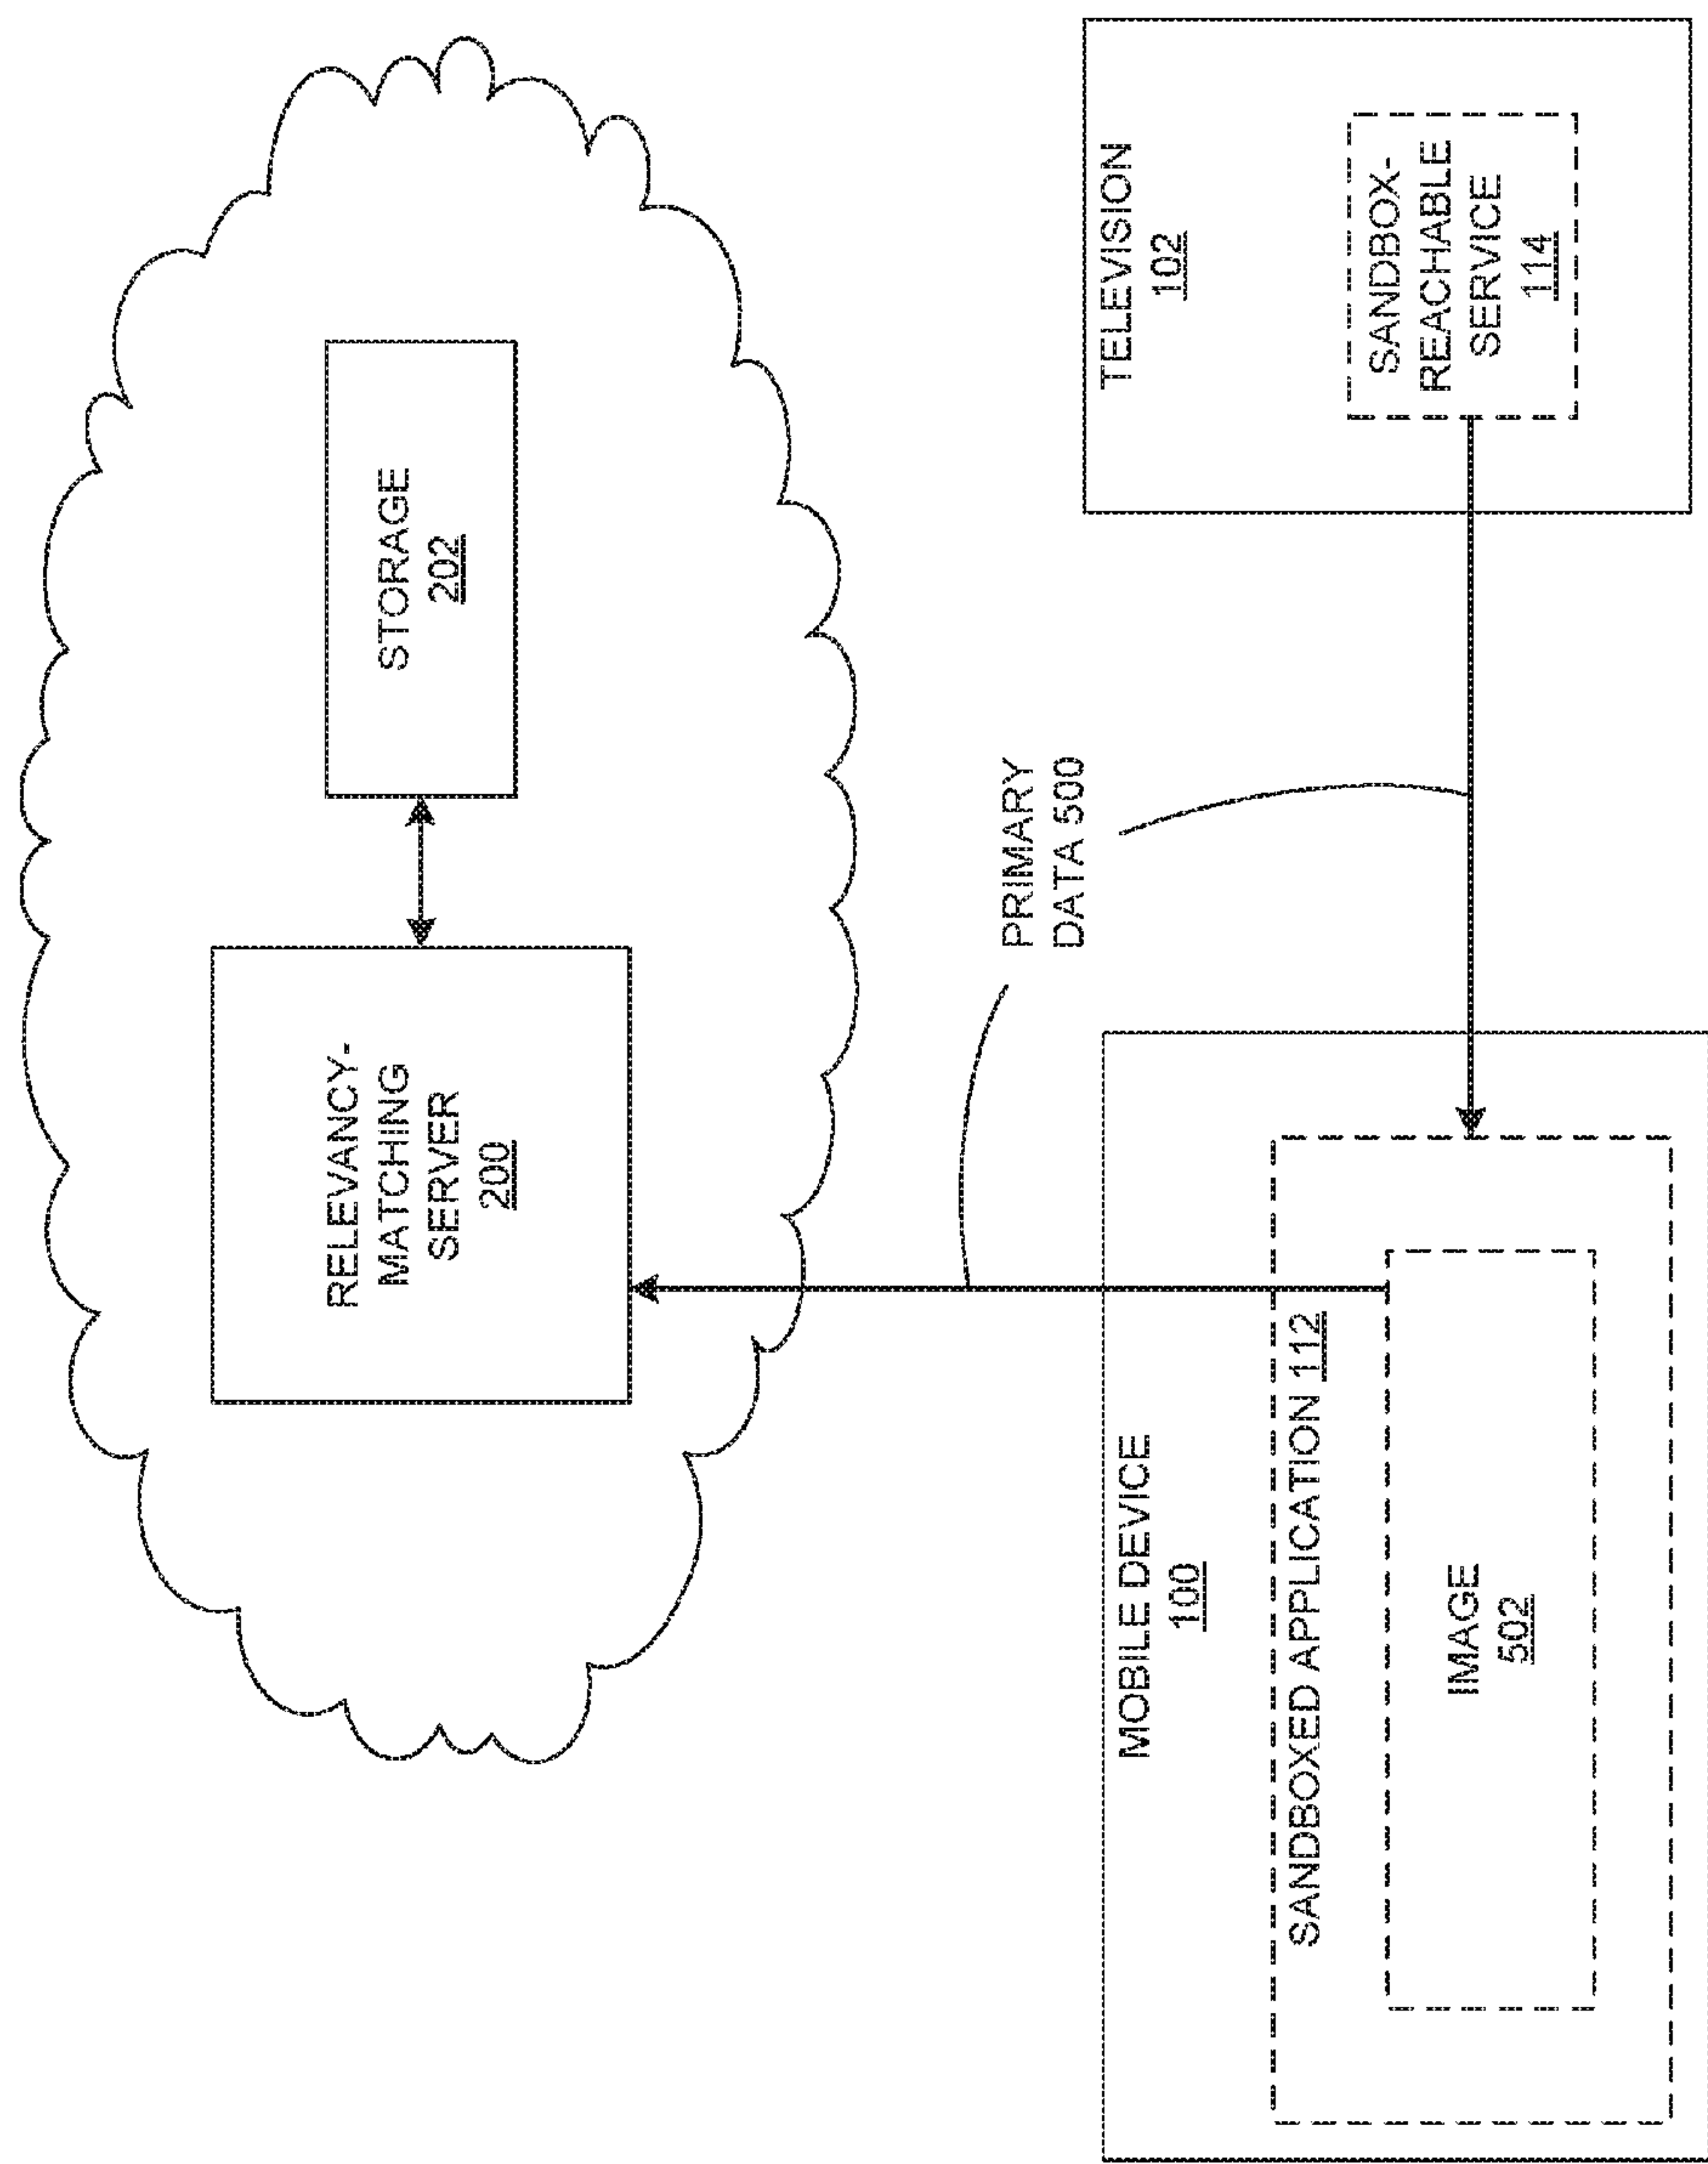 RELEVANCY-
MATCHING
SERVER
200
STORAGE
202
PRIMARY
DATA 500
MOBILE DEVICE
100
SANDBOXED APPLICATION 112
IMAGE
502
TELEVISION
102
SANDBOX-
REACHABLE
SERVICE
114